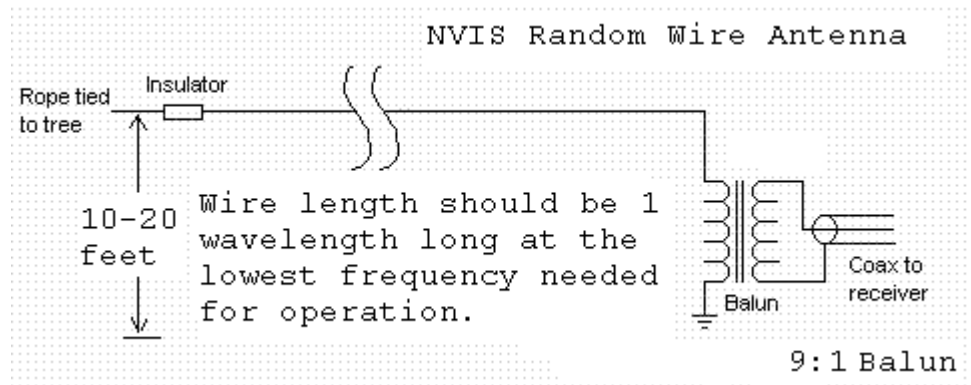 NVIS Random Wire Antenna
Insulator
Rope tied
to tree
10-20
feet
Wire length should be 1
wavelength long at the
lowest frequency needed
for operation.
Coax to
receiver
Balun
9:1 Balun